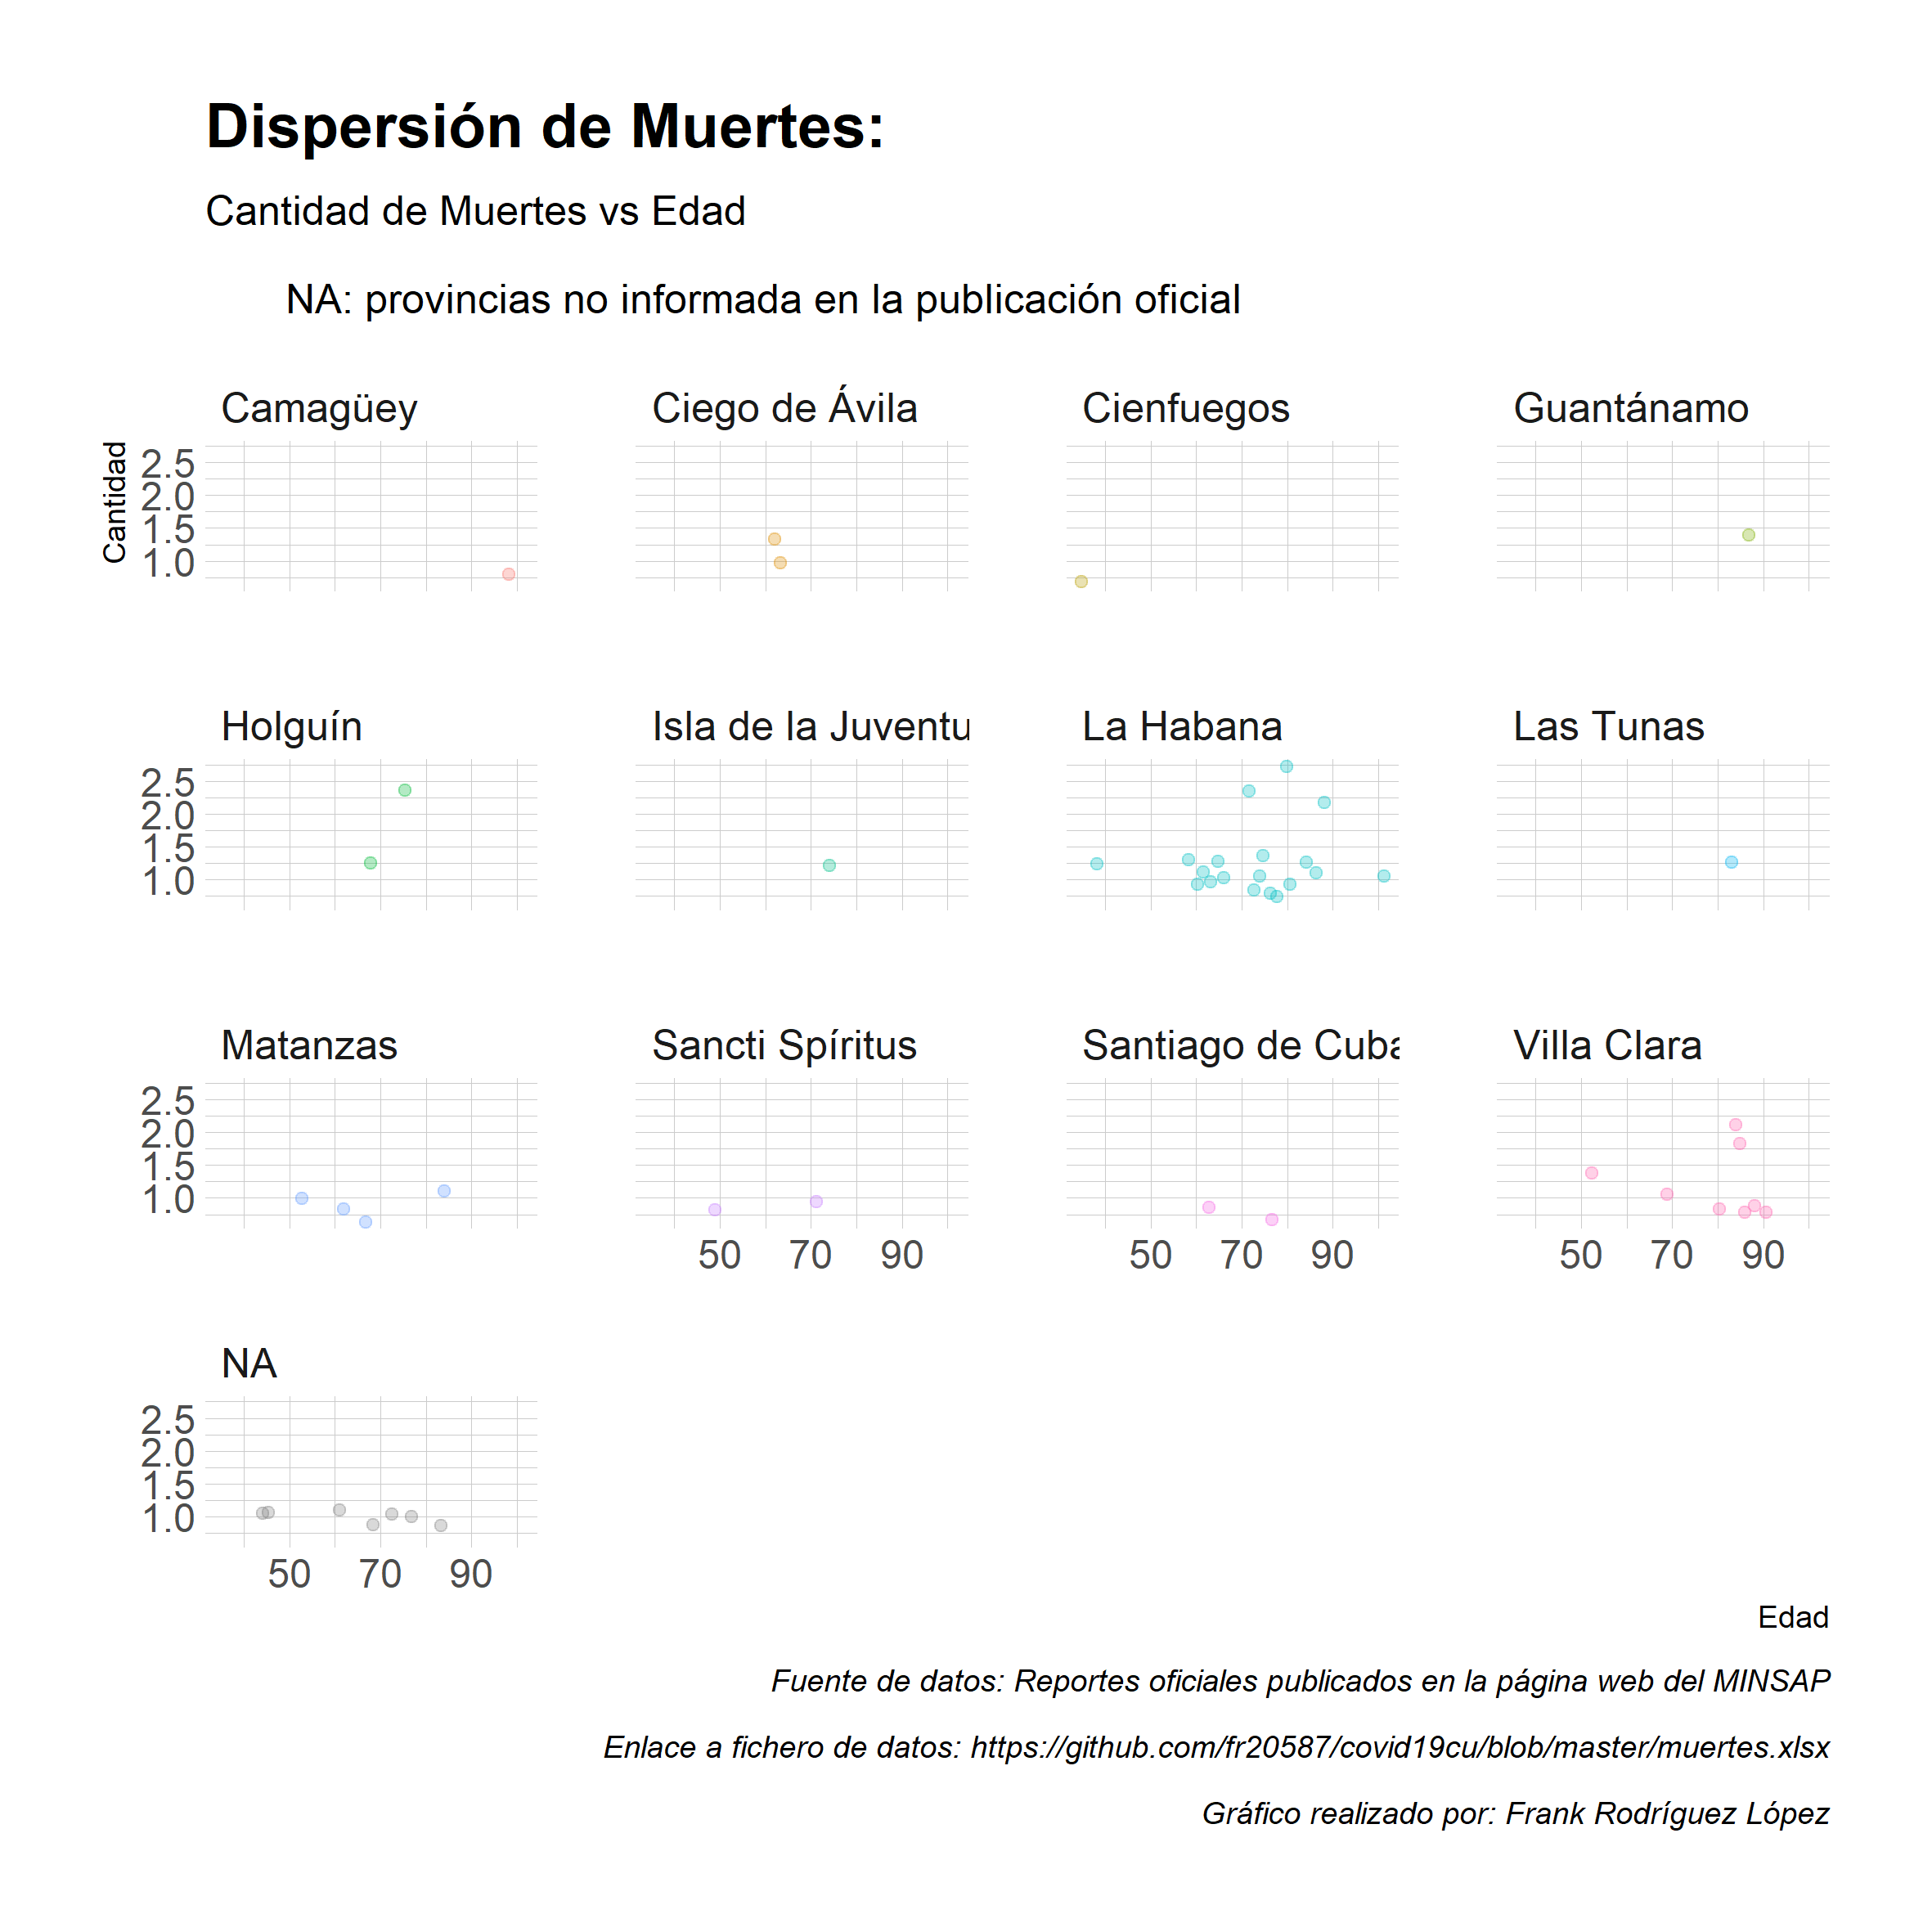 Dispersión de Muertes:
Cantidad de Muertes vs Edad
NA: provincias no informada en la publicación oficial
Camagüey
Ciego de Ávila
Cienfuegos
Guantánamo
Cantidad
2.5
2.0
1.5
1.0
Holguín
Isla de la Juventu
La Habana
Las Tunas
2.5
2.0
1.5
1.0
Matanzas
Sancti Spíritus
Santiago de Cuba
Villa Clara
2.5
2.0
1.5
1.0
50 70 90
50 70 90
50 70 90
NA
2.5
2.0
1.5
1.0
50 70 90
Edad
Fuente de datos: Reportes oficiales publicados en la página web del MINSAP
Enlace a fichero de datos: https://github.com/fr20587/covid19cu/blob/master/muertes.xlsx
Gráfico realizado por: Frank Rodríguez López